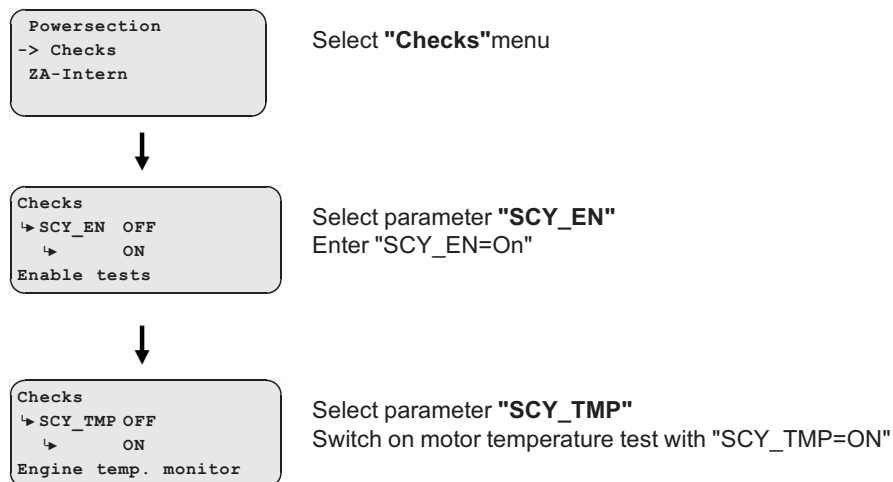 Powersection
-> Checks
ZA-Intern
Select "Checks"menu
Checks
↳ SCY_EN OFF
↳ ON
Enable tests
Select parameter "SCY_EN"
Enter "SCY_EN=On"
Checks
↳ SCY_TMP OFF
↳ ON
Engine temp. monitor
Select parameter "SCY_TMP"
Switch on motor temperature test with "SCY_TMP=ON"